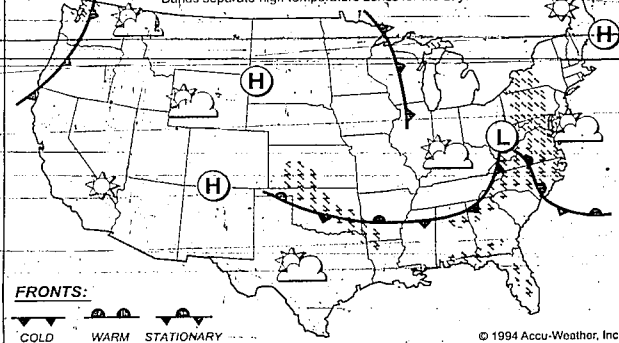 Bands separate high temperature zones for the day.
H
H
L
H
FRONTS:
COLD WARM STATIONARY
© 1994 Accu-Weather, Inc.